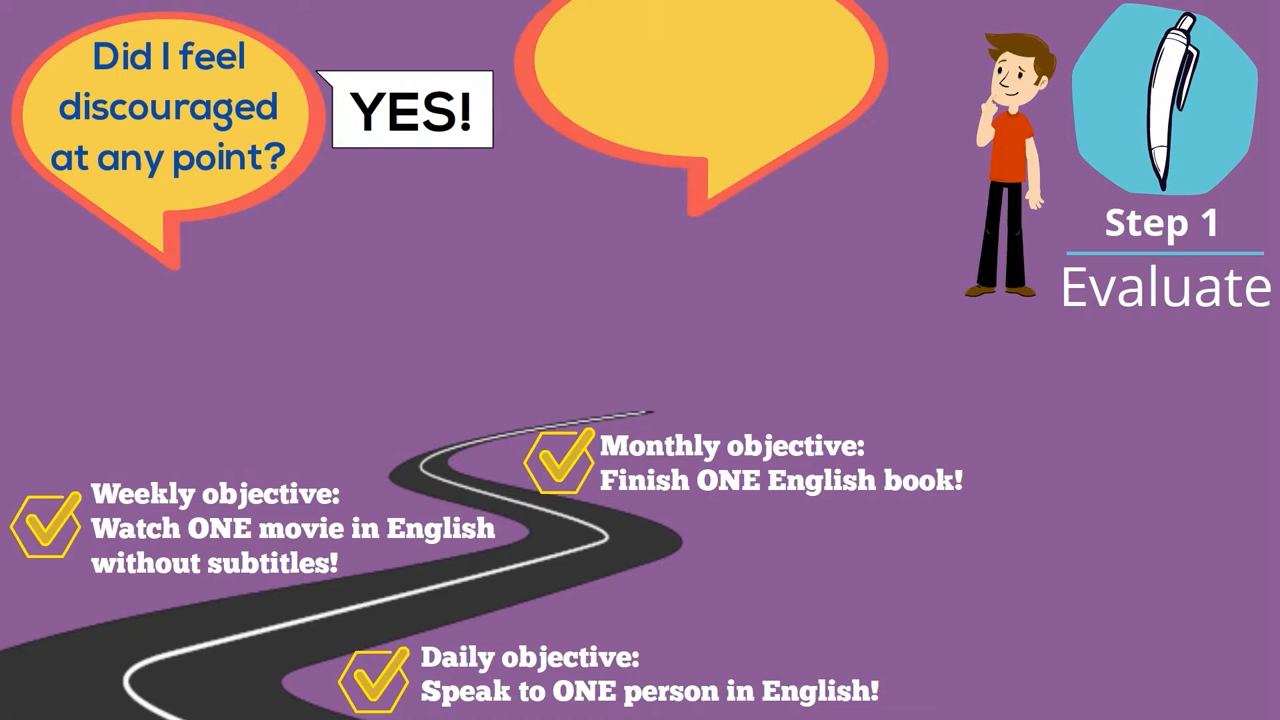 Did I feel
discouraged
at any point?
YES!
Step 1
Evaluate
Monthly objective:
Finish ONE English book!
Weekly objective:
Watch ONE movie in English
without subtitles!
Daily objective:
Speak to ONE person in English!